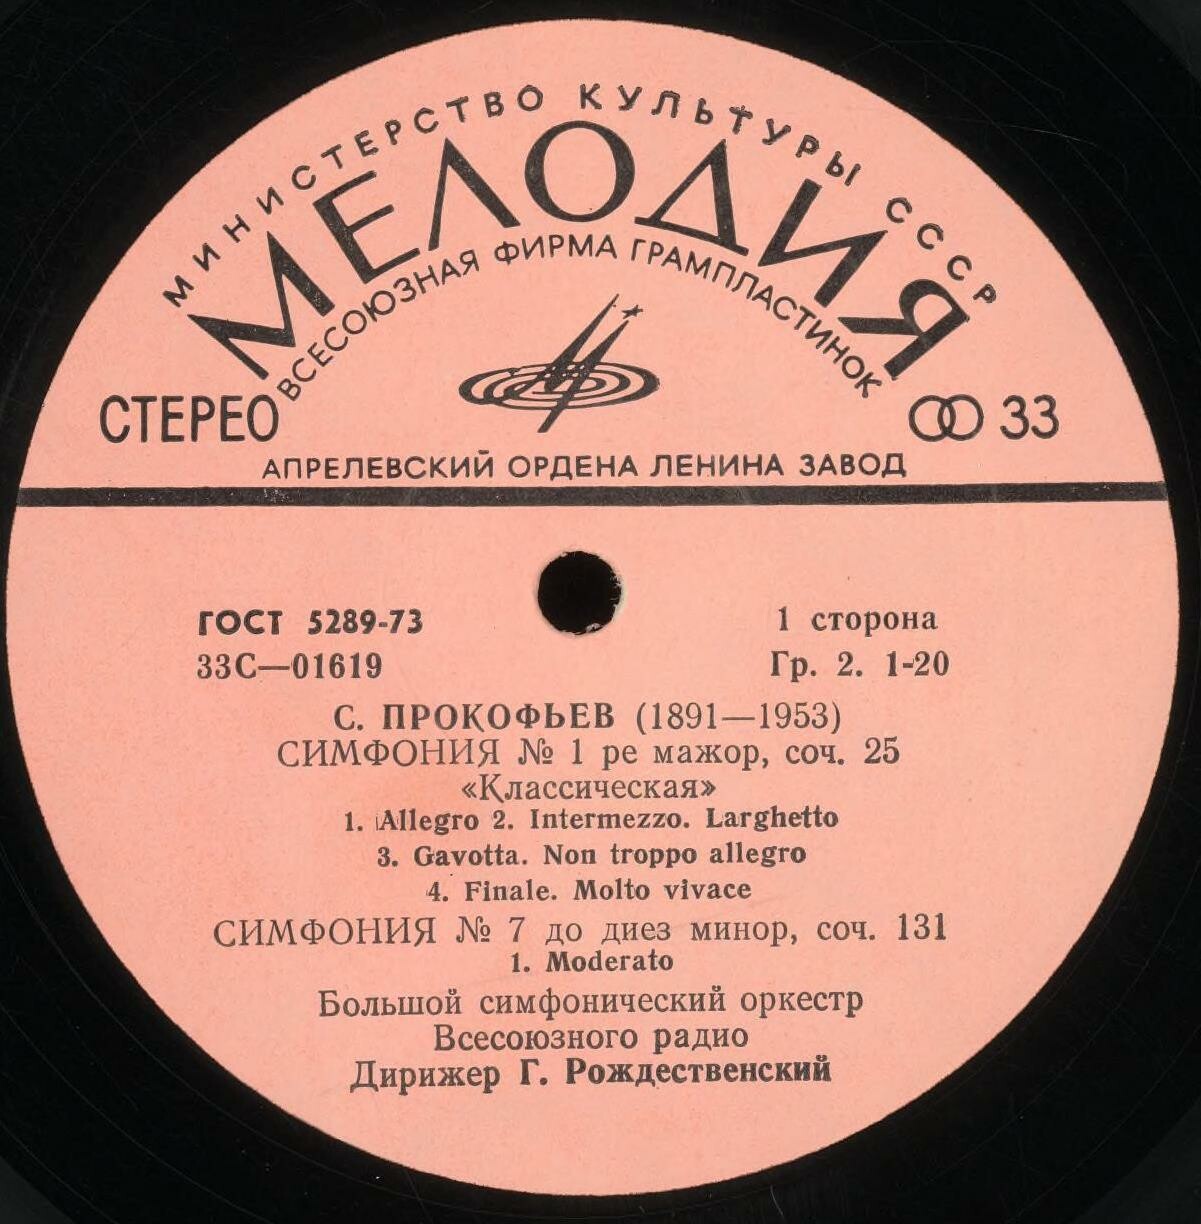 МИНИСТЕРСТВО КУЛЬТУРЫ СССР
МЕЛОДИЯ
ВСЕСОЮЗНАЯ ФИРМА ГРАМПЛАСТИНОК
СТЕРЕО 33
АПРЕЛЕВСКИЙ ОРДЕНА ЛЕНИНА ЗАВОД
ГОСТ 5289-73 1 сторона
33С—01619 Гр. 2. 1-20
С. ПРОКОФЬЕВ (1891—1953)
СИМФОНИЯ № 1 ре мажор, соч. 25
«Классическая»
1. Allegro 2. Intermezzo. Larghetto
3. Gavotta. Non troppo allegro
4. Finale. Molto vivace
СИМФОНИЯ № 7 до диез минор, соч. 131
1. Moderato
Большой симфонический оркестр
Всесоюзного радио
Дирижер Г. Рождественский